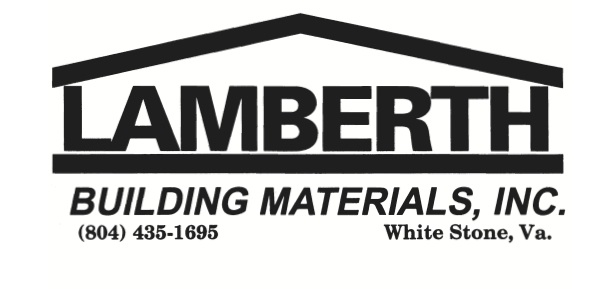 LAMBERTH
BUILDING MATERIALS, INC.
(804) 435-1695 White Stone, Va.